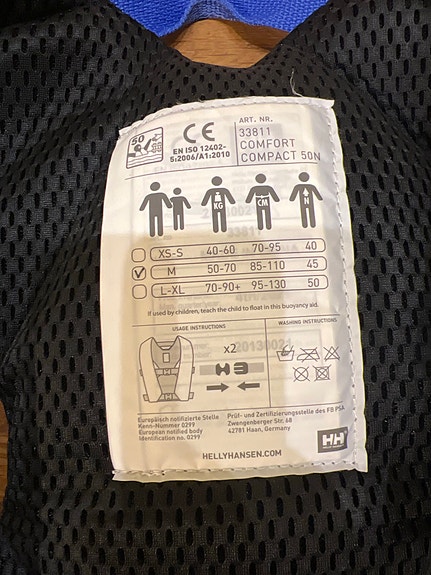 50
CE
EN ISO 12402-
5:2006/A1:2010
ART. NR.
33811
COMFORT
COMPACT 50N
KG
CM
N
XS-S 40-60 70-95 40
M 50-70 85-110 45
L-XL 70-90+ 95-130 50
If used by children, teach the child to float in this buoyancy aid.
USAGE INSTRUCTIONS
WASHING INSTRUCTIONS
x2
20130021
Europäisch notifizierte Stelle
Kenn-Nummer 0299
European notified body
Identification no. 0299
Prüf- und Zertifizierungsstelle des FB PSA
Zwengenberger Str, 68
42781 Haan, Germany
HH
HELLYHANSEN.COM